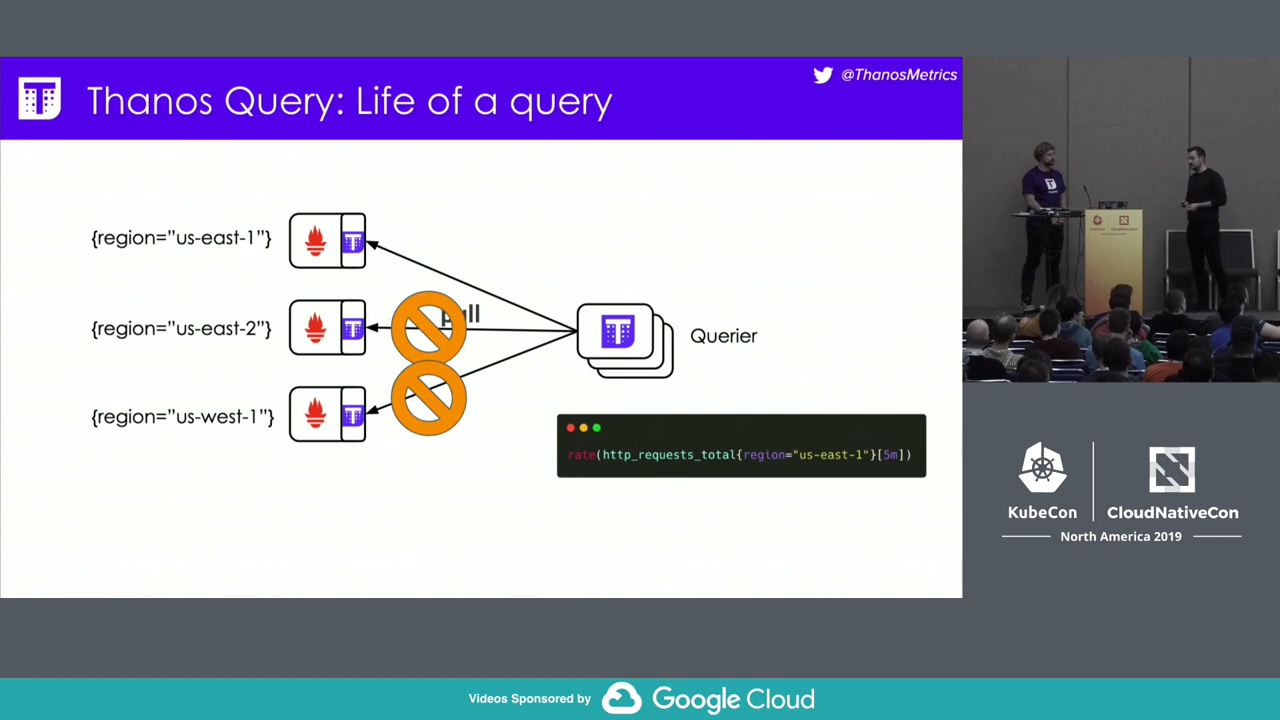 @ThanosMetrics
Thanos Query: Life of a query
{region=”us-east-1”}
{region=”us-east-2”}
{region=”us-west-1”}
Querier
rate(http_requests_total{region="us-east-1"}[5m])
KubeCon
CloudNativeCon
North America 2019
Videos Sponsored by
Google Cloud